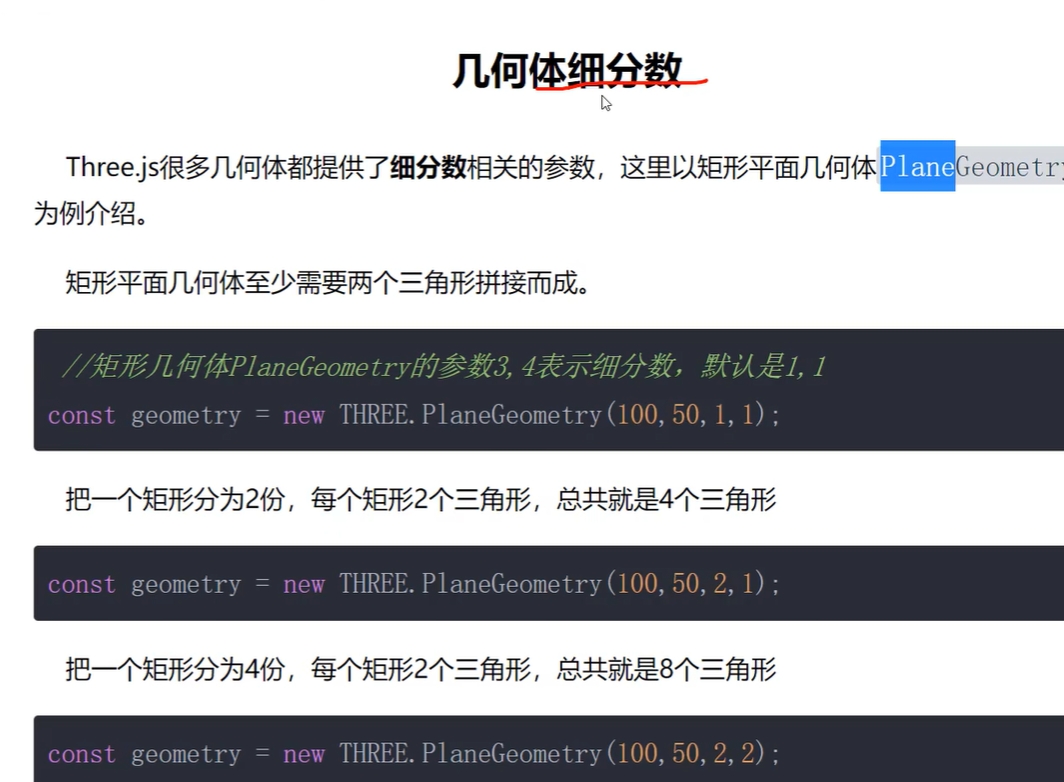 几何体细分数
Three.js很多几何体都提供了细分数相关的参数，这里以矩形平面几何体PlaneGeometry
为例介绍。
矩形平面几何体至少需要两个三角形拼接而成。
//矩形几何体PlaneGeometry的参数3,4表示细分数，默认是1,1
const geometry = new THREE.PlaneGeometry(100,50,1,1);
把一个矩形分为2份，每个矩形2个三角形，总共就是4个三角形
const geometry = new THREE.PlaneGeometry(100,50,2,1);
把一个矩形分为4份，每个矩形2个三角形，总共就是8个三角形
const geometry = new THREE.PlaneGeometry(100,50,2,2);